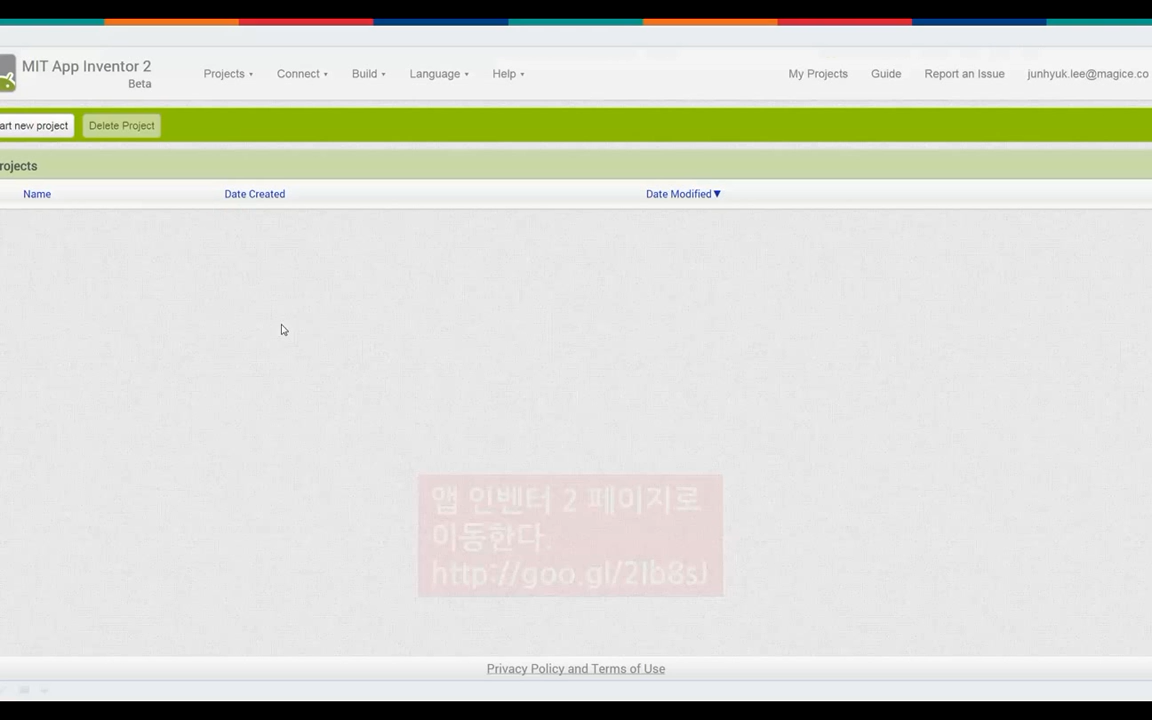 MIT App Inventor 2
Beta
Projects
Connect
Build
Language
Help
My Projects
Guide
Report an Issue
junhyuk.lee@magice.co
art new project
Delete Project
rojects
Name
Date Created
Date Modified▼
앱 인벤터 2 페이지로
이동한다.
http://goo.gl/2lb8sJ
Privacy Policy and Terms of Use